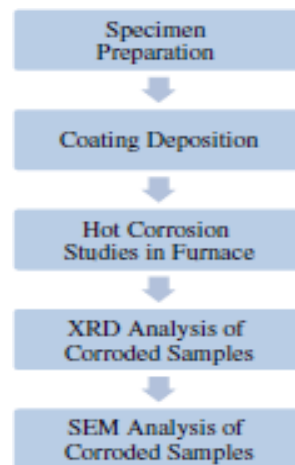 Specimen
Preparation
Coating Deposition
Hot Corrosion
Studies in Furnace
XRD Analysis of
Corroded Samples
SEM Analysis of
Corroded Samples